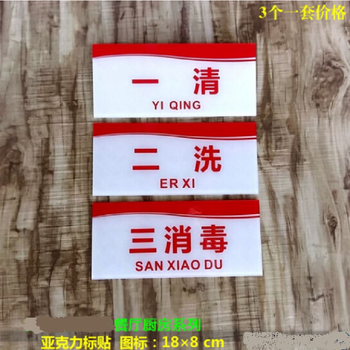 3个一套价格
一清
YI QING
二洗
ER XI
三消毒
SAN XIAO DU
餐厅厨房系列
亚克力标贴 图标：18×8 cm